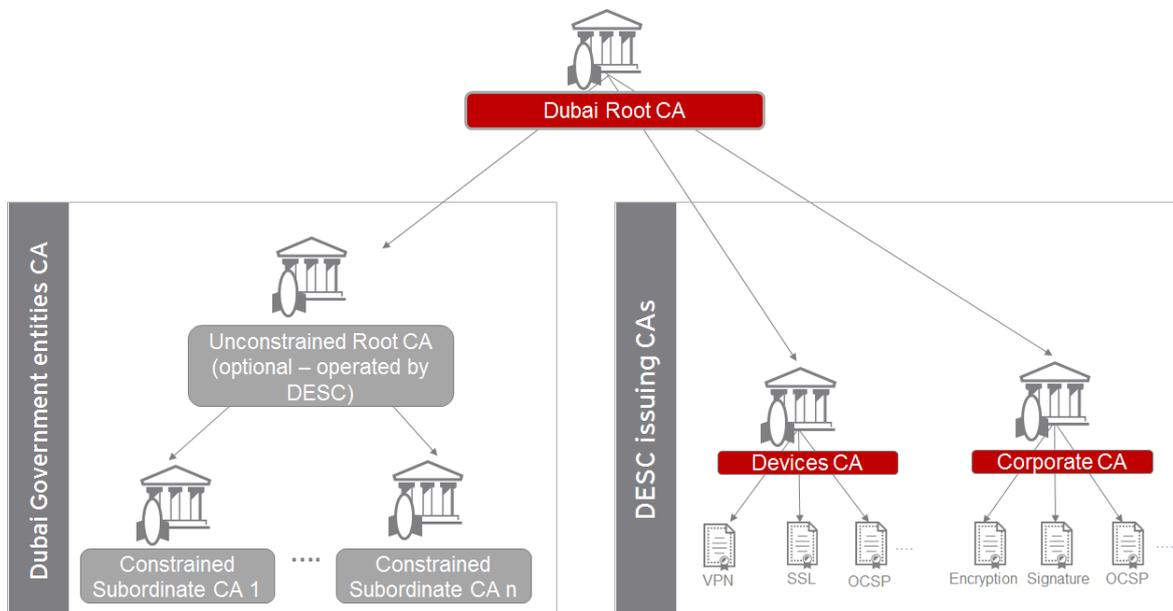 Dubai Root CA
Dubai Government entities CA
Unconstrained Root CA
(optional – operated by
DESC)
Constrained
Subordinate CA 1
....
Constrained
Subordinate CA n
DESC issuing CAs
Devices CA
Corporate CA
VPN
SSL
OCSP
....
Encryption
Signature
OCSP
....